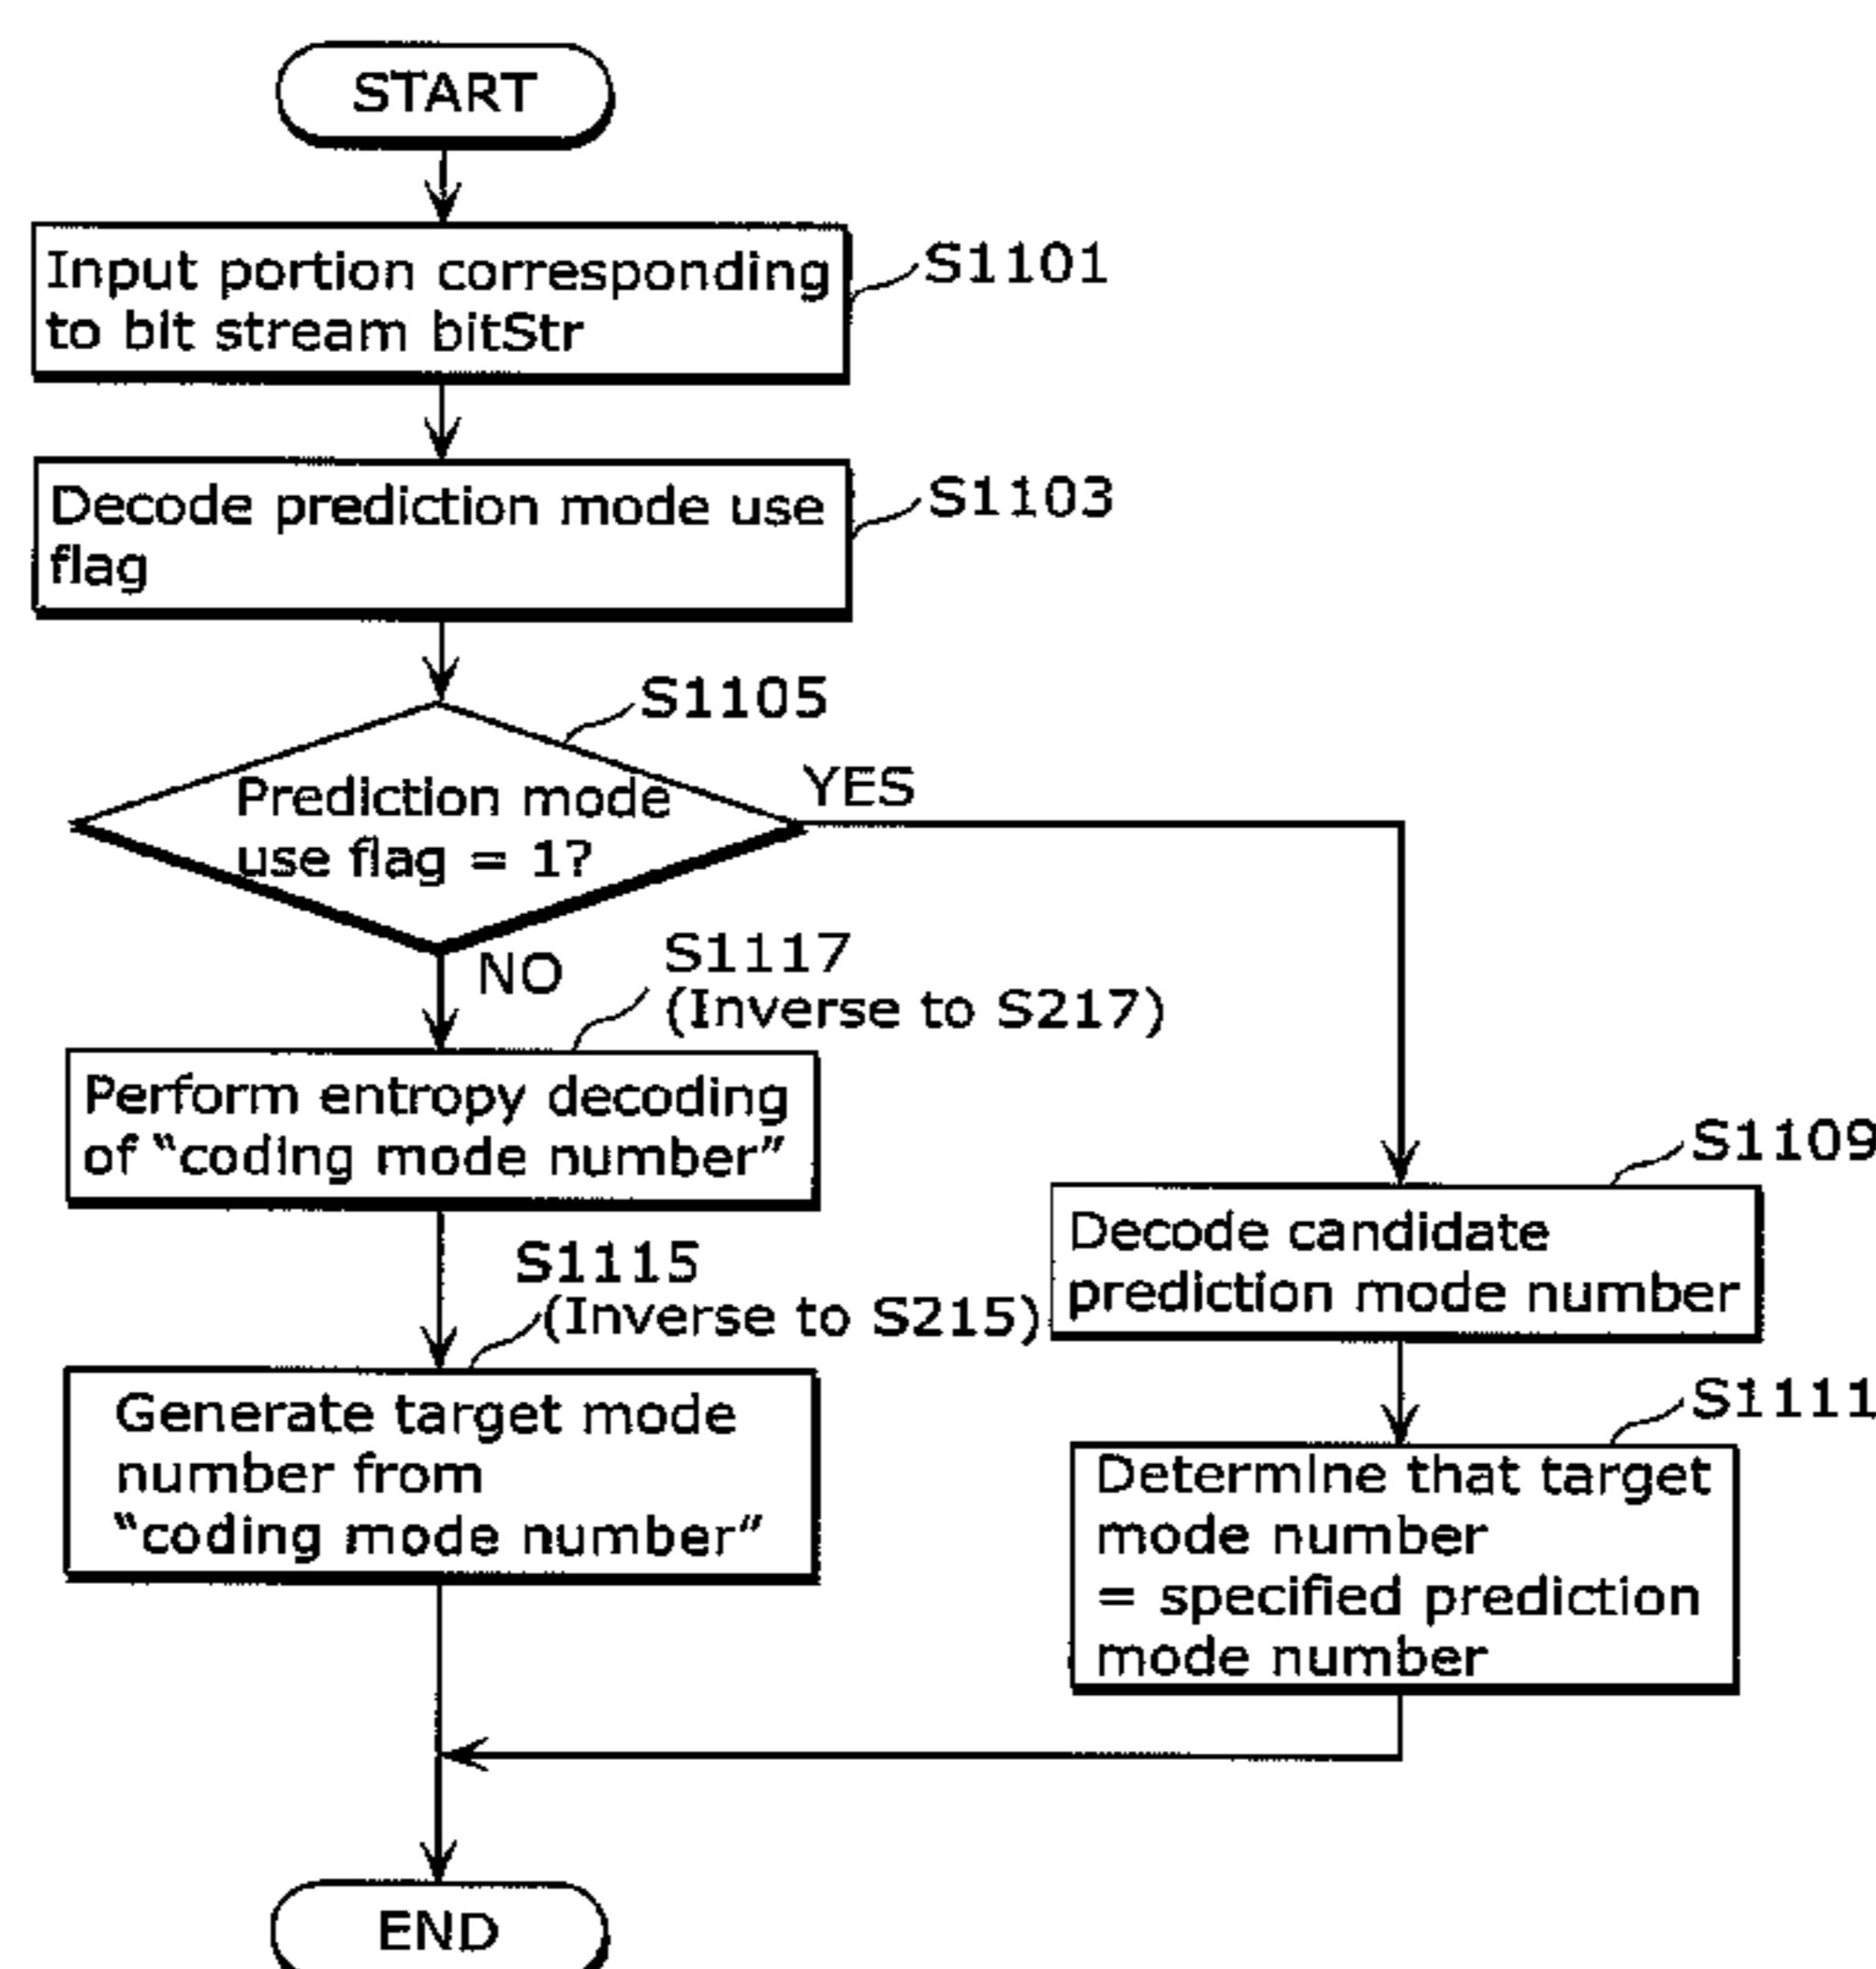 START
Input portion corresponding
to bit stream bitStr
S1101
Decode prediction mode use
flag
S1103
S1105
Prediction mode
use flag = 1?
YES
NO
S1117
(Inverse to S217)
Perform entropy decoding
of “coding mode number”
S1109
Decode candidate
prediction mode number
S1115
(Inverse to S215)
Generate target mode
number from
“coding mode number”
S1111
Determine that target
mode number
= specified prediction
mode number
END